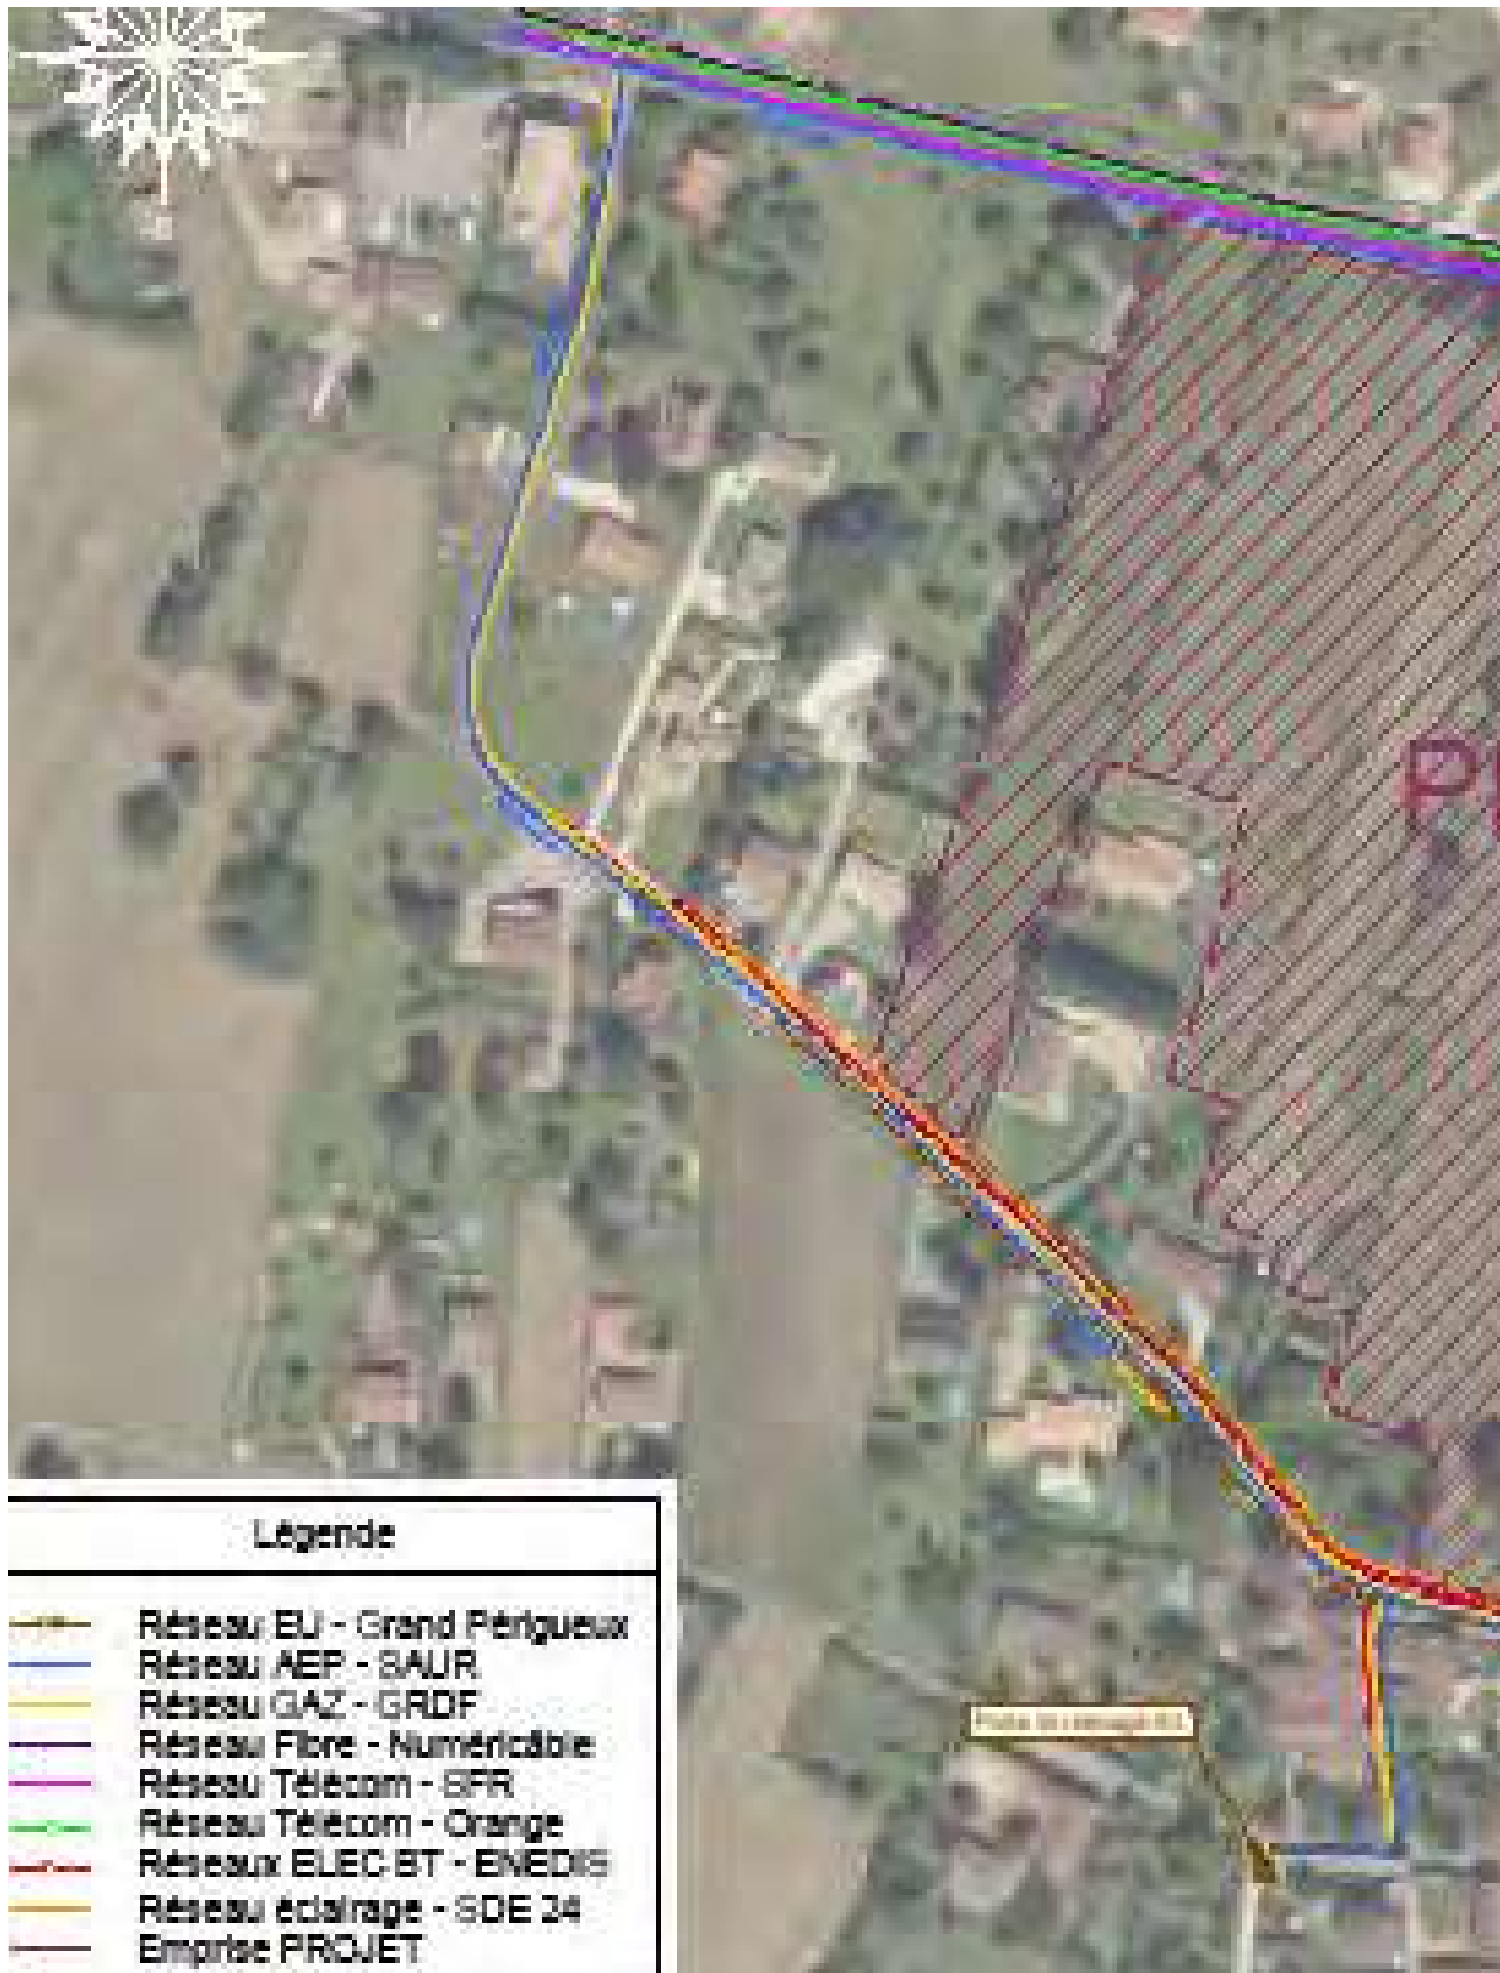 P
Légende
Réseau EU - Grand Périgueux
Réseau AEP - SAUR
Réseau GAZ - GRDF
Réseau Fibre - Numéricâble
Réseau Télécom - SFR
Réseau Télécom - Orange
Réseaux ELEC BT - ENEDIS
Réseau éclairage - SDE 24
Emprise PROJET